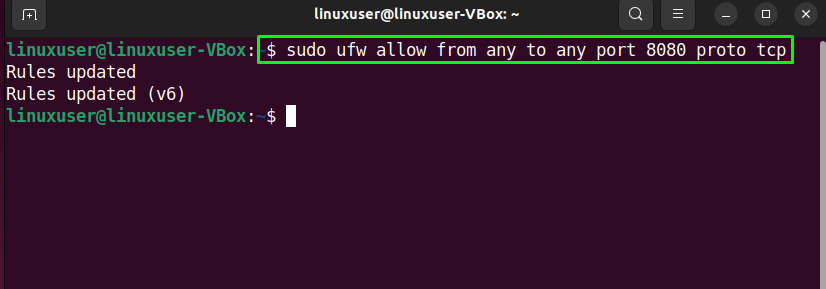 linuxuser@linuxuser-VBox: ~
linuxuser@linuxuser-VBox:~$ sudo ufw allow from any to any port 8080 proto tcp
Rules updated
Rules updated (v6)
linuxuser@linuxuser-VBox:~$